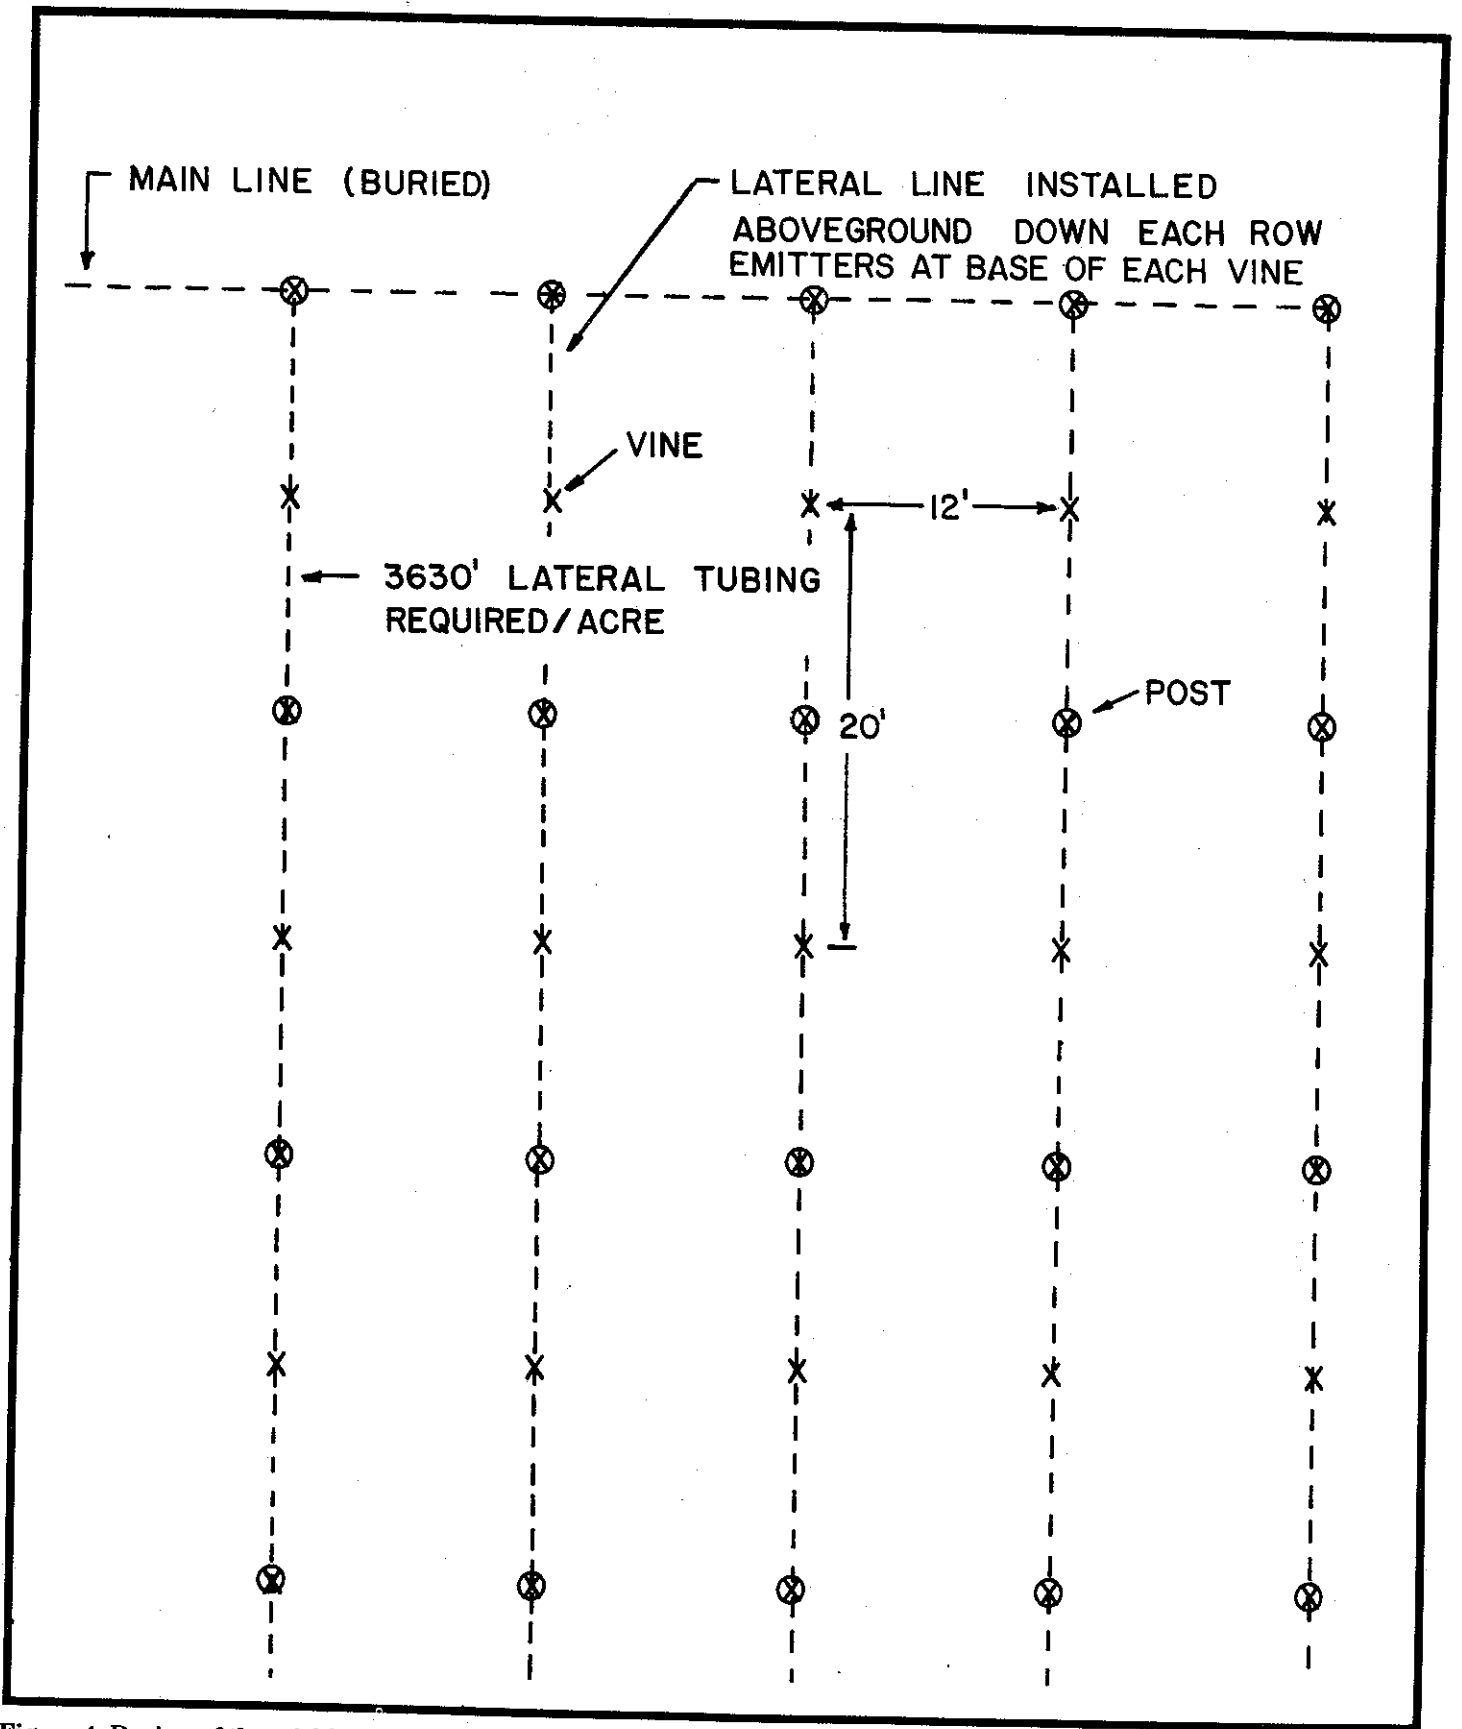 MAIN LINE (BURIED)
LATERAL LINE INSTALLED
ABOVEGROUND DOWN EACH ROW
EMITTERS AT BASE OF EACH VINE
VINE
12'
3630' LATERAL TUBING
REQUIRED/ACRE
POST
20'